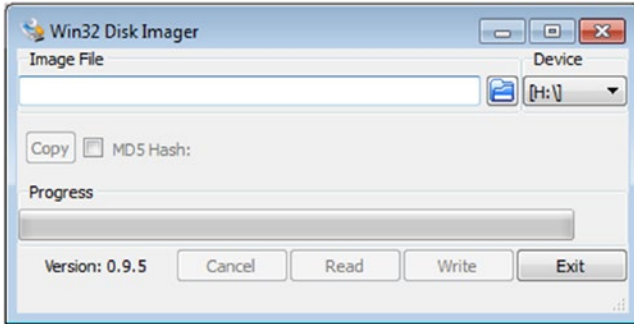 Win32 Disk Imager
Image File Device
[H:\]
Copy MD5 Hash:
Progress
Version: 0.9.5 Cancel Read Write Exit